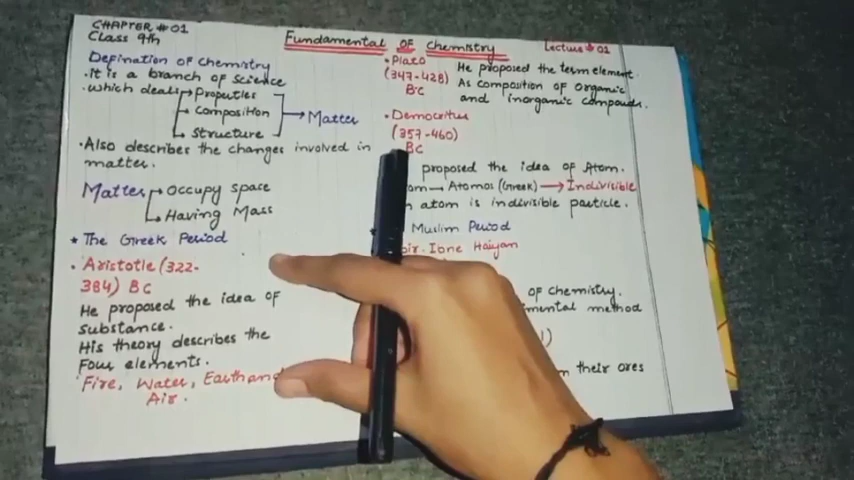 CHAPTER # 01
Class 9th
Fundamental OF Chemistry
Lecture # 01
Defination OF Chemistry
• It is a branch of Science
• which deals → Properties
→ Composition
→ Structure
→ Matter
• Also describes the changes involved in
matter.
Matter → Occupy space
→ Having Mass
★ The Greek Period
• Aristotle (322-
384) BC
He proposed the idea of
substance.
His theory describes the
Four elements.
Fire, Water, Earth and
Air.
• Plato
(347-428)
BC
He proposed the term element.
As composition of organic
and inorganic compouds.
• Democritus
(357-460)
BC
proposed the idea of Atom.
Atomos (Greek) → Indivisible
atom is indivisible particle.
Muslim Period
Ibne Haiyan
of chemistry.
method
their ores